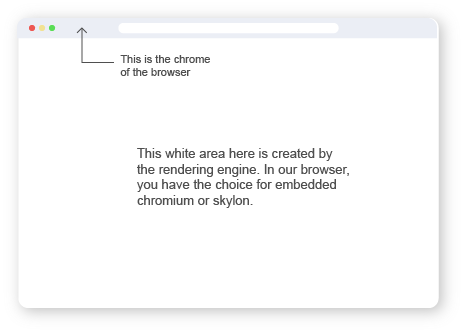 This is the chrome
of the browser
This white area here is created by
the rendering engine. In our browser,
you have the choice for embedded
chromium or skylon.